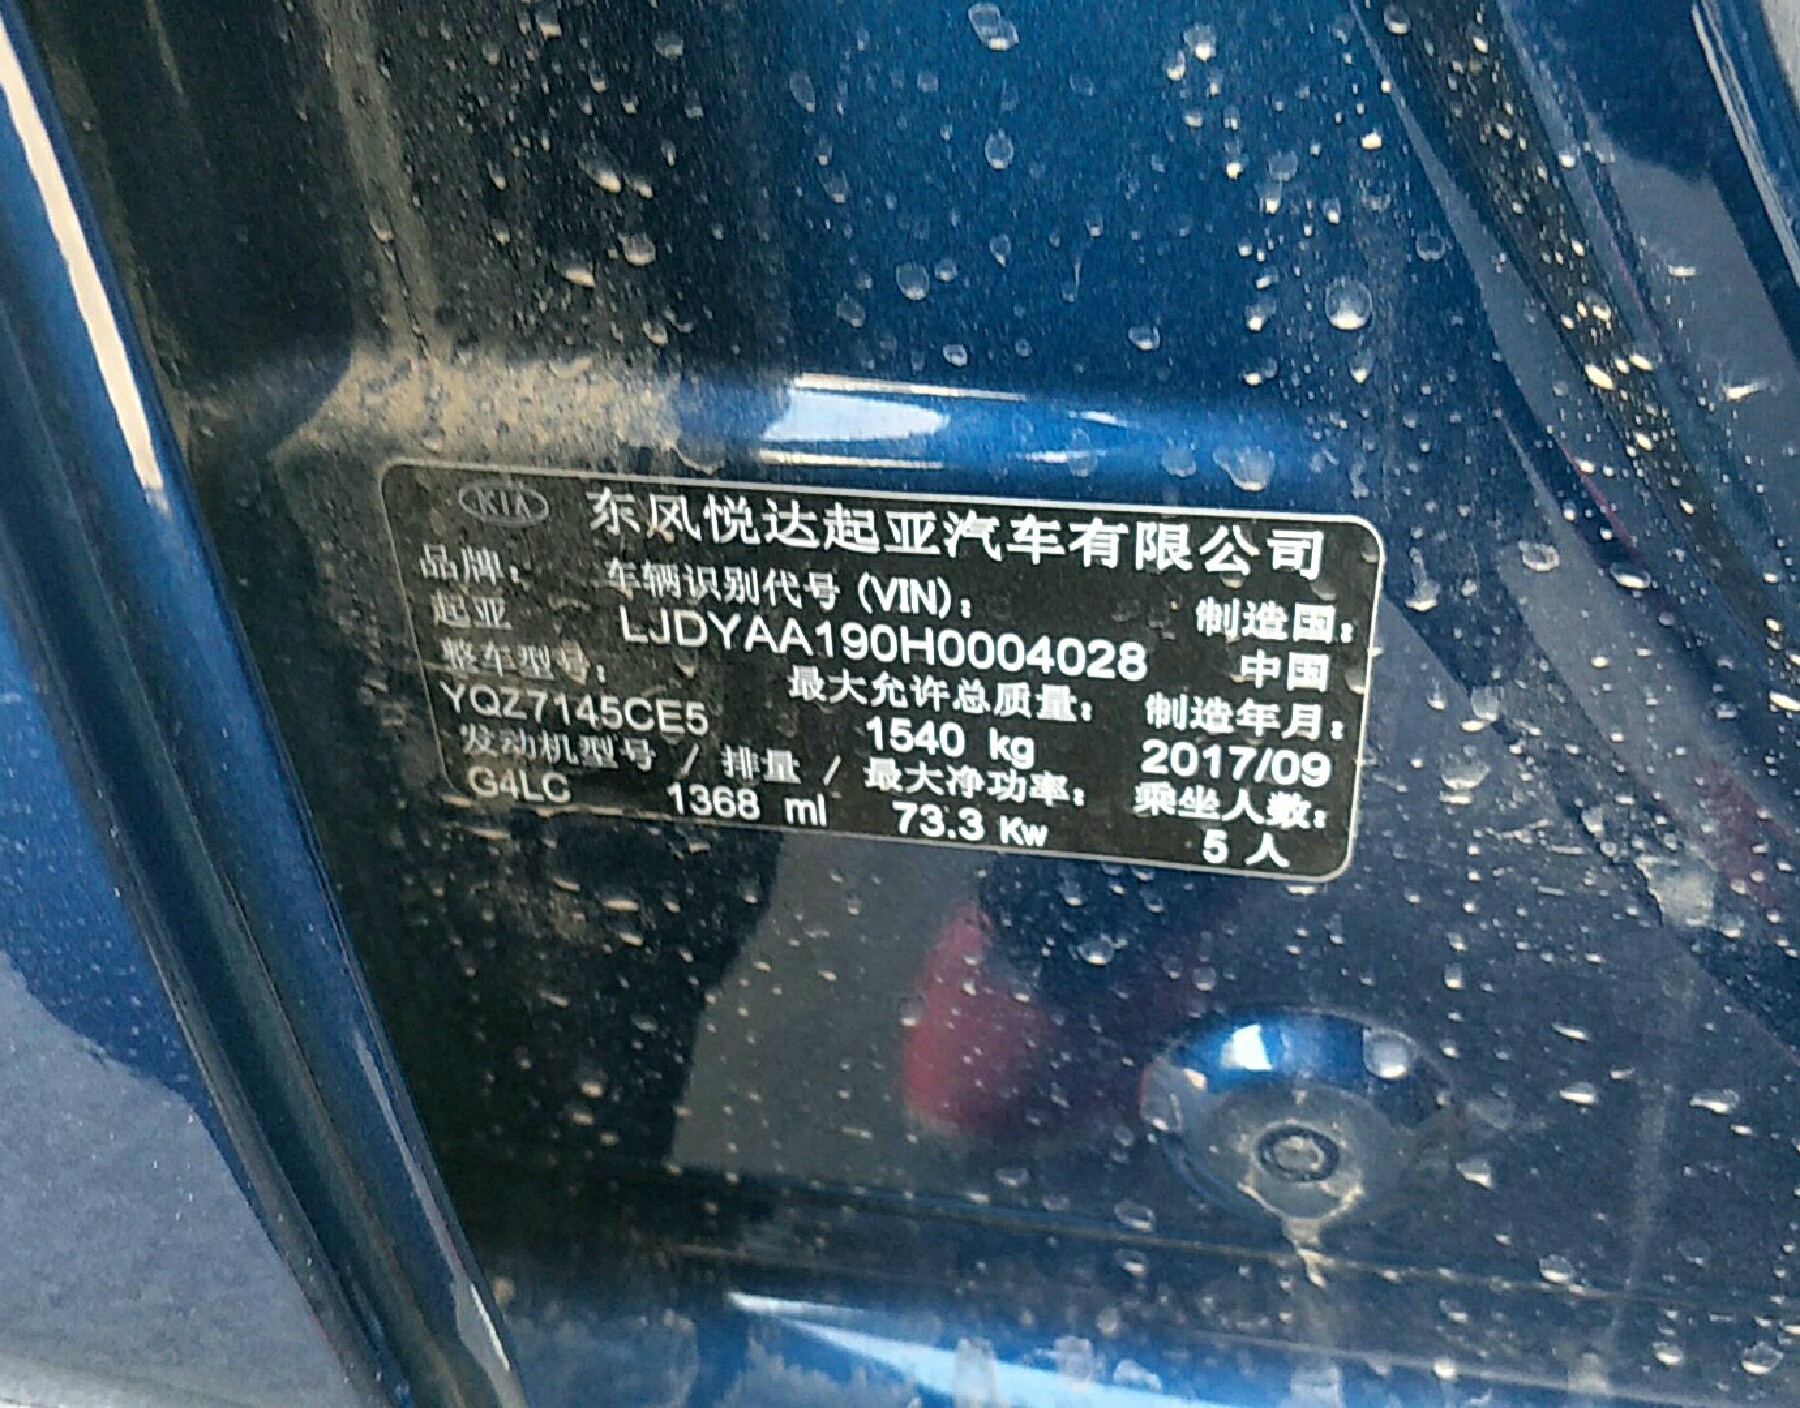 KIA 东风悦达起亚汽车有限公司
品牌： 车辆识别代号 (VIN)： 制造国：
起亚 LJDYAA190H0004028 中国
整车型号： 最大允许总质量： 制造年月：
YQZ7145CE5 1540 kg 2017/09
发动机型号 / 排量 / 最大净功率： 乘坐人数：
G4LC 1368 ml 73.3 Kw 5 人